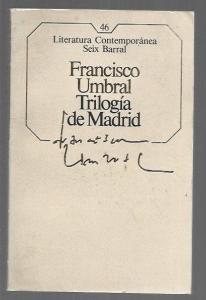 46
Literatura Contemporánea
Seix Barral
Francisco
Umbral
Trilogía
de Madrid